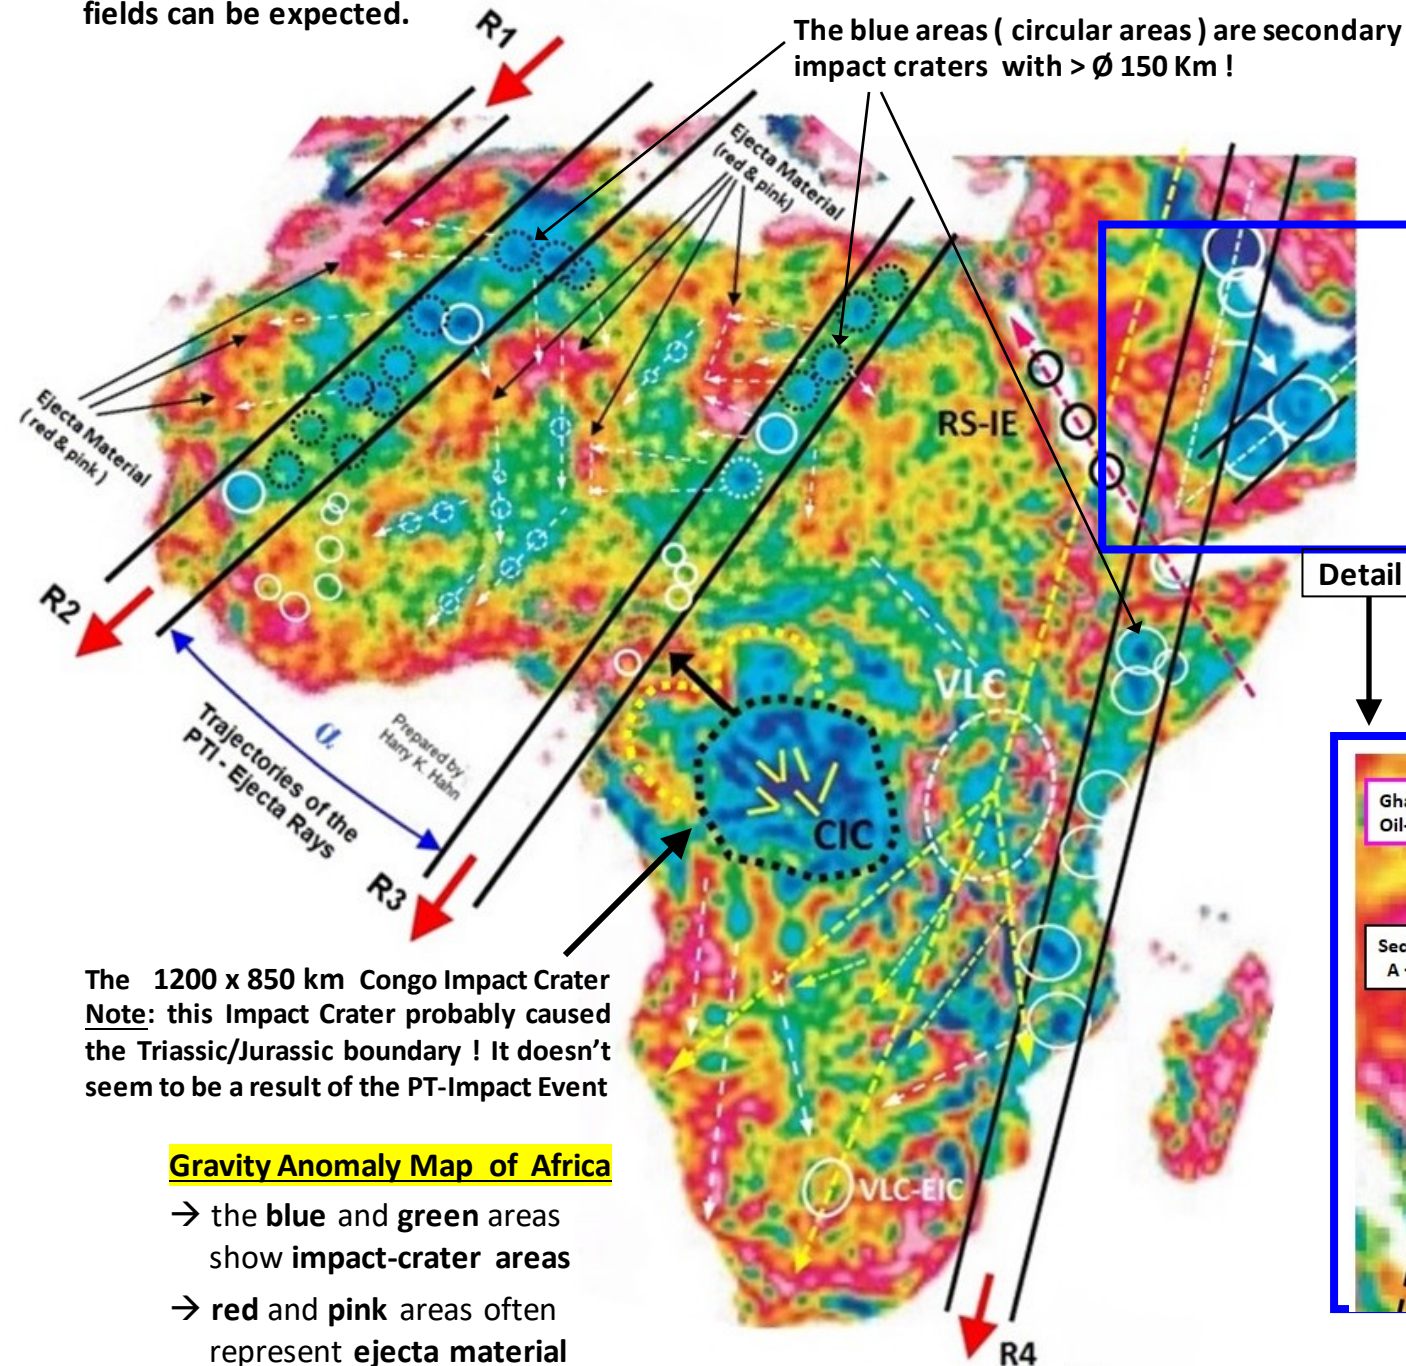 fields can be expected.
The blue areas ( circular areas ) are secondary
impact craters with > Ø 150 Km !
R1
Ejecta Material
(red & pink)
RS-IE
Ejecta Material
( red & pink )
R2
Detail
VLC
Trajectories of the
PTI - Ejecta Rays
α
Prepared by
Harry K. Hahn
CIC
R3
Gha
Oil-
Sec
A -
The 1200 x 850 km Congo Impact Crater
Note: this Impact Crater probably caused
the Triassic/Jurassic boundary ! It doesn't
seem to be a result of the PT-Impact Event
Gravity Anomaly Map of Africa
→ the blue and green areas
show impact-crater areas
→ red and pink areas often
represent ejecta material
VLC-EIC
R4